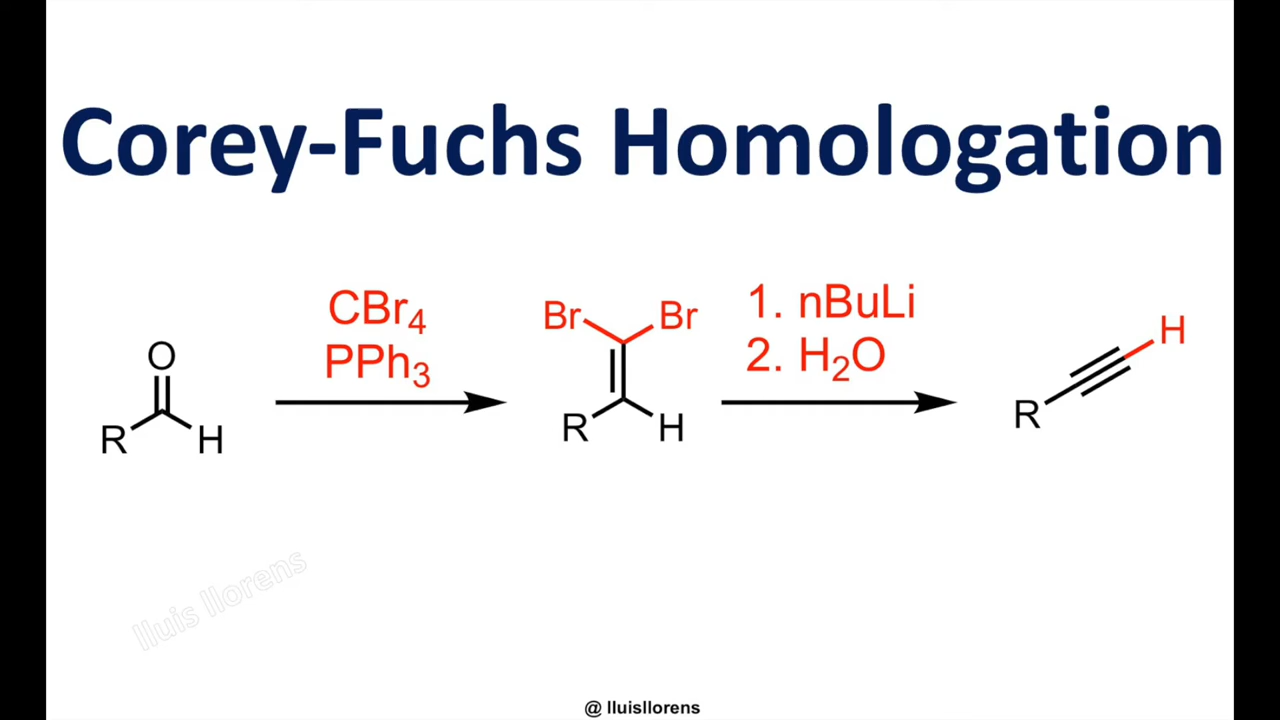 Corey-Fuchs Homologation
CBr₄
PPh₃
O
R
H
Br
Br
R
H
1. nBuLi
2. H₂O
H
R
lluis llorens
@ lluisllorens